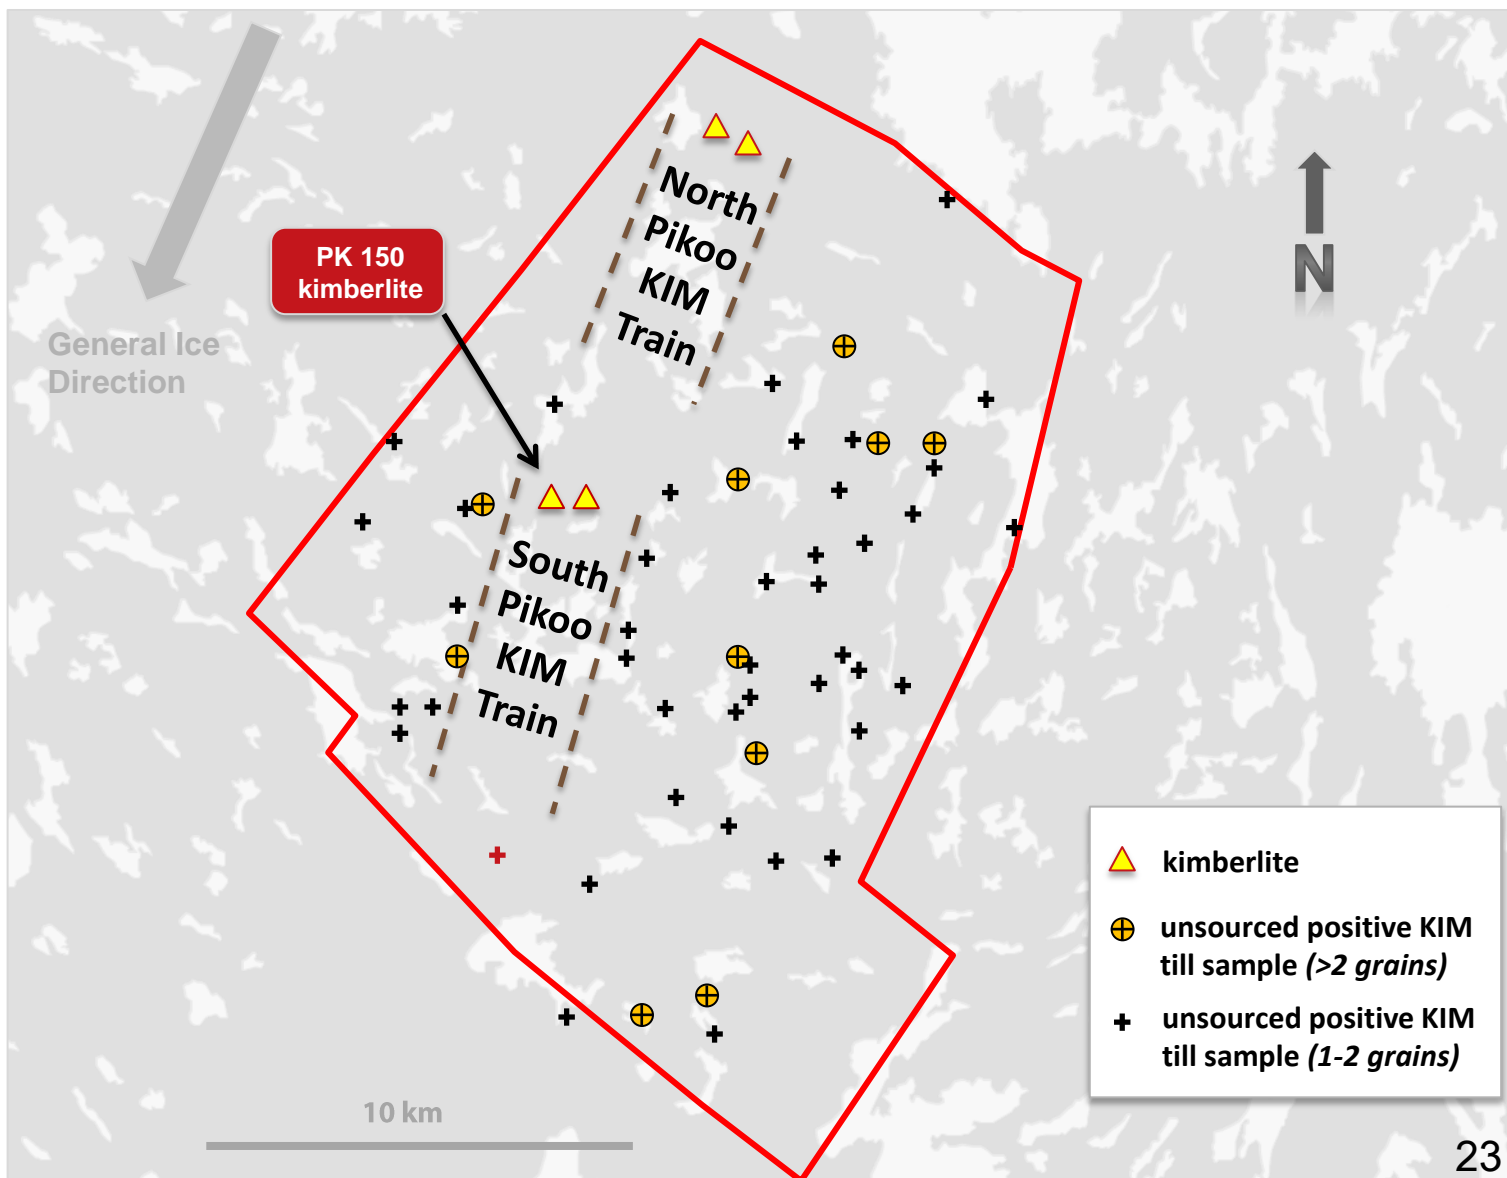 North
Pikoo
KIM
Train
PK 150
kimberlite
N
General Ice
Direction
South
Pikoo
KIM
Train
kimberlite
unsourced positive KIM
till sample (>2 grains)
unsourced positive KIM
till sample (1-2 grains)
10 km
23